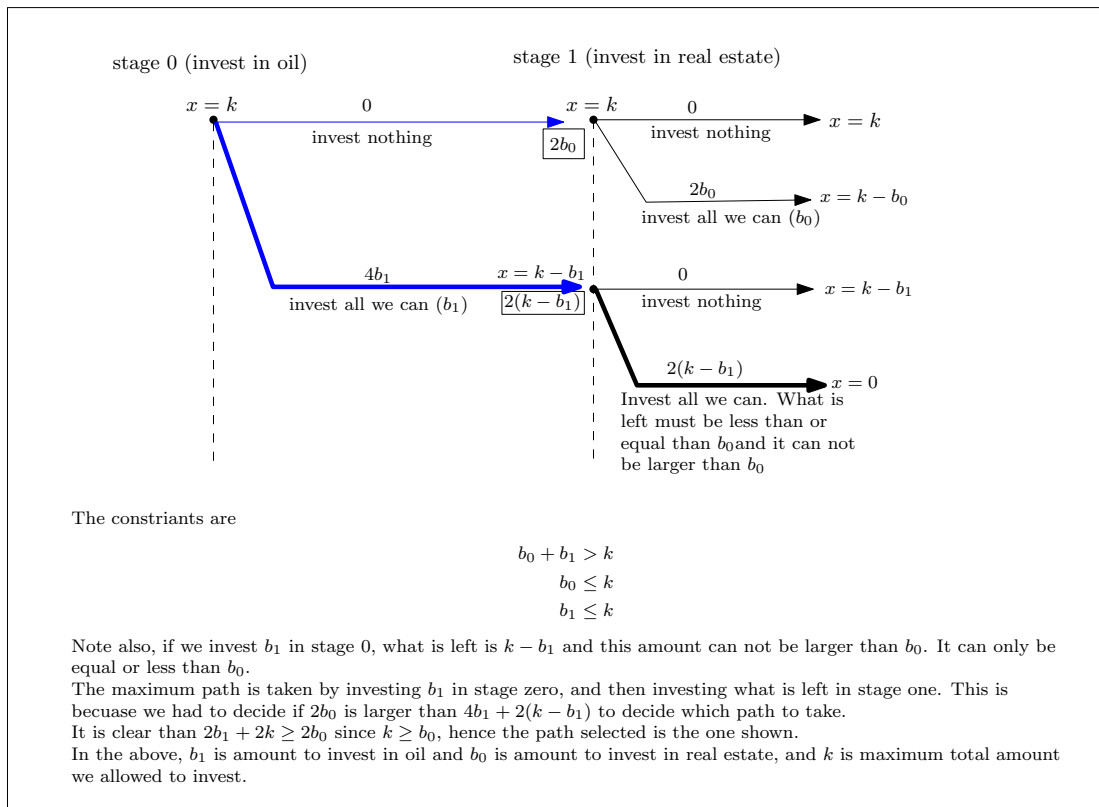 stage 0 (invest in oil)
stage 1 (invest in real estate)
x = k
0
invest nothing
2b₀
x = k
0
invest nothing
x = k
2b₀
invest all we can (b₀)
x = k − b₀
4b₁
invest all we can (b₁)
x = k − b₁
2(k − b₁)
0
invest nothing
x = k − b₁
2(k − b₁)
x = 0
Invest all we can. What is
left must be less than or
equal than b₀and it can not
be larger than b₀
The constriants are
b₀ + b₁ > k
b₀ ≤ k
b₁ ≤ k
Note also, if we invest b₁ in stage 0, what is left is k − b₁ and this amount can not be larger than b₀. It can only be
equal or less than b₀.
The maximum path is taken by investing b₁ in stage zero, and then investing what is left in stage one. This is
becuase we had to decide if 2b₀ is larger than 4b₁ + 2(k − b₁) to decide which path to take.
It is clear than 2b₁ + 2k ≥ 2b₀ since k ≥ b₀, hence the path selected is the one shown.
In the above, b₁ is amount to invest in oil and b₀ is amount to invest in real estate, and k is maximum total amount
we allowed to invest.